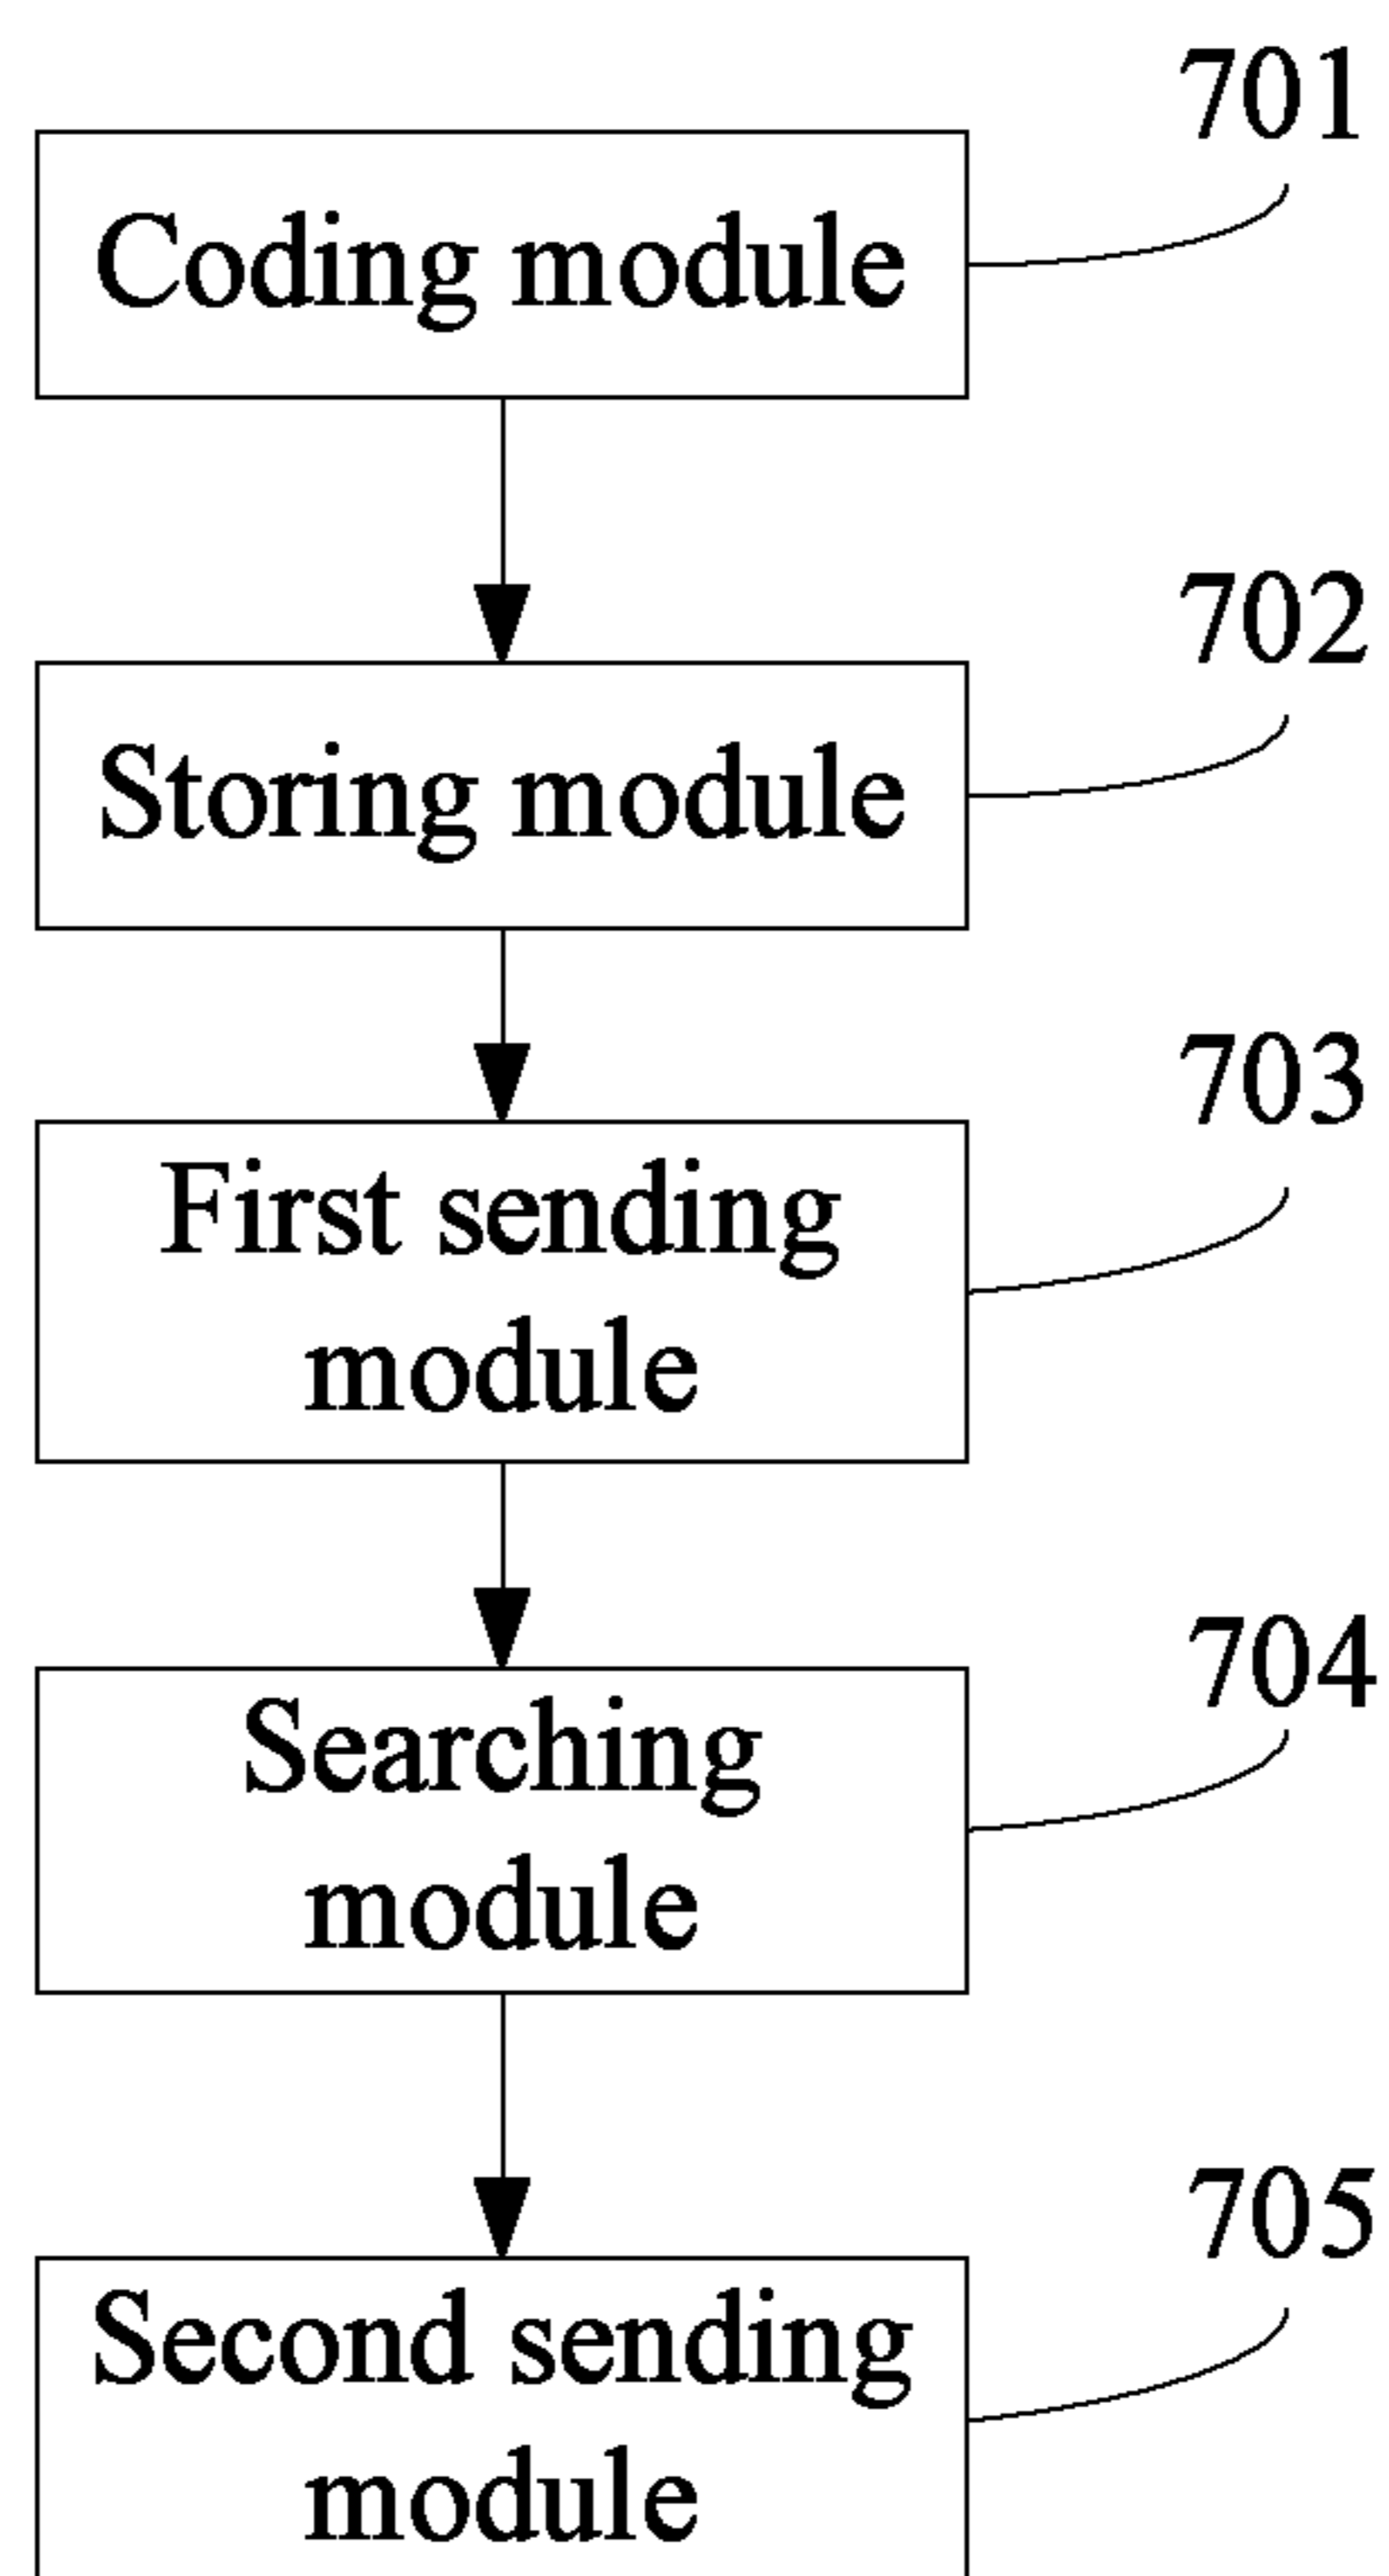 701
Coding module
702
Storing module
703
First sending
module
704
Searching
module
705
Second sending
module